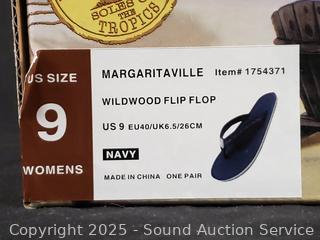 SOLES
OF
THE
TROPICS
US SIZE
9
WOMENS
MARGARITAVILLE Item# 1754371
WILDWOOD FLIP FLOP
US 9 EU40/UK6.5/26CM
NAVY
MADE IN CHINA ONE PAIR
Copyright 2025 - Sound Auction Service